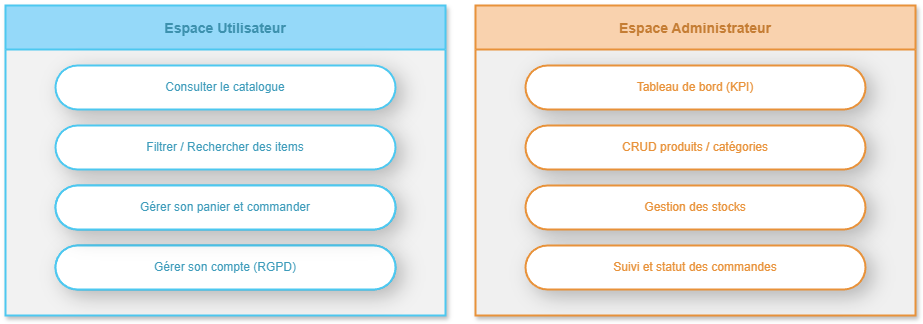 Espace Utilisateur
Consulter le catalogue
Filtrer / Rechercher des items
Gérer son panier et commander
Gérer son compte (RGPD)
Espace Administrateur
Tableau de bord (KPI)
CRUD produits / catégories
Gestion des stocks
Suivi et statut des commandes